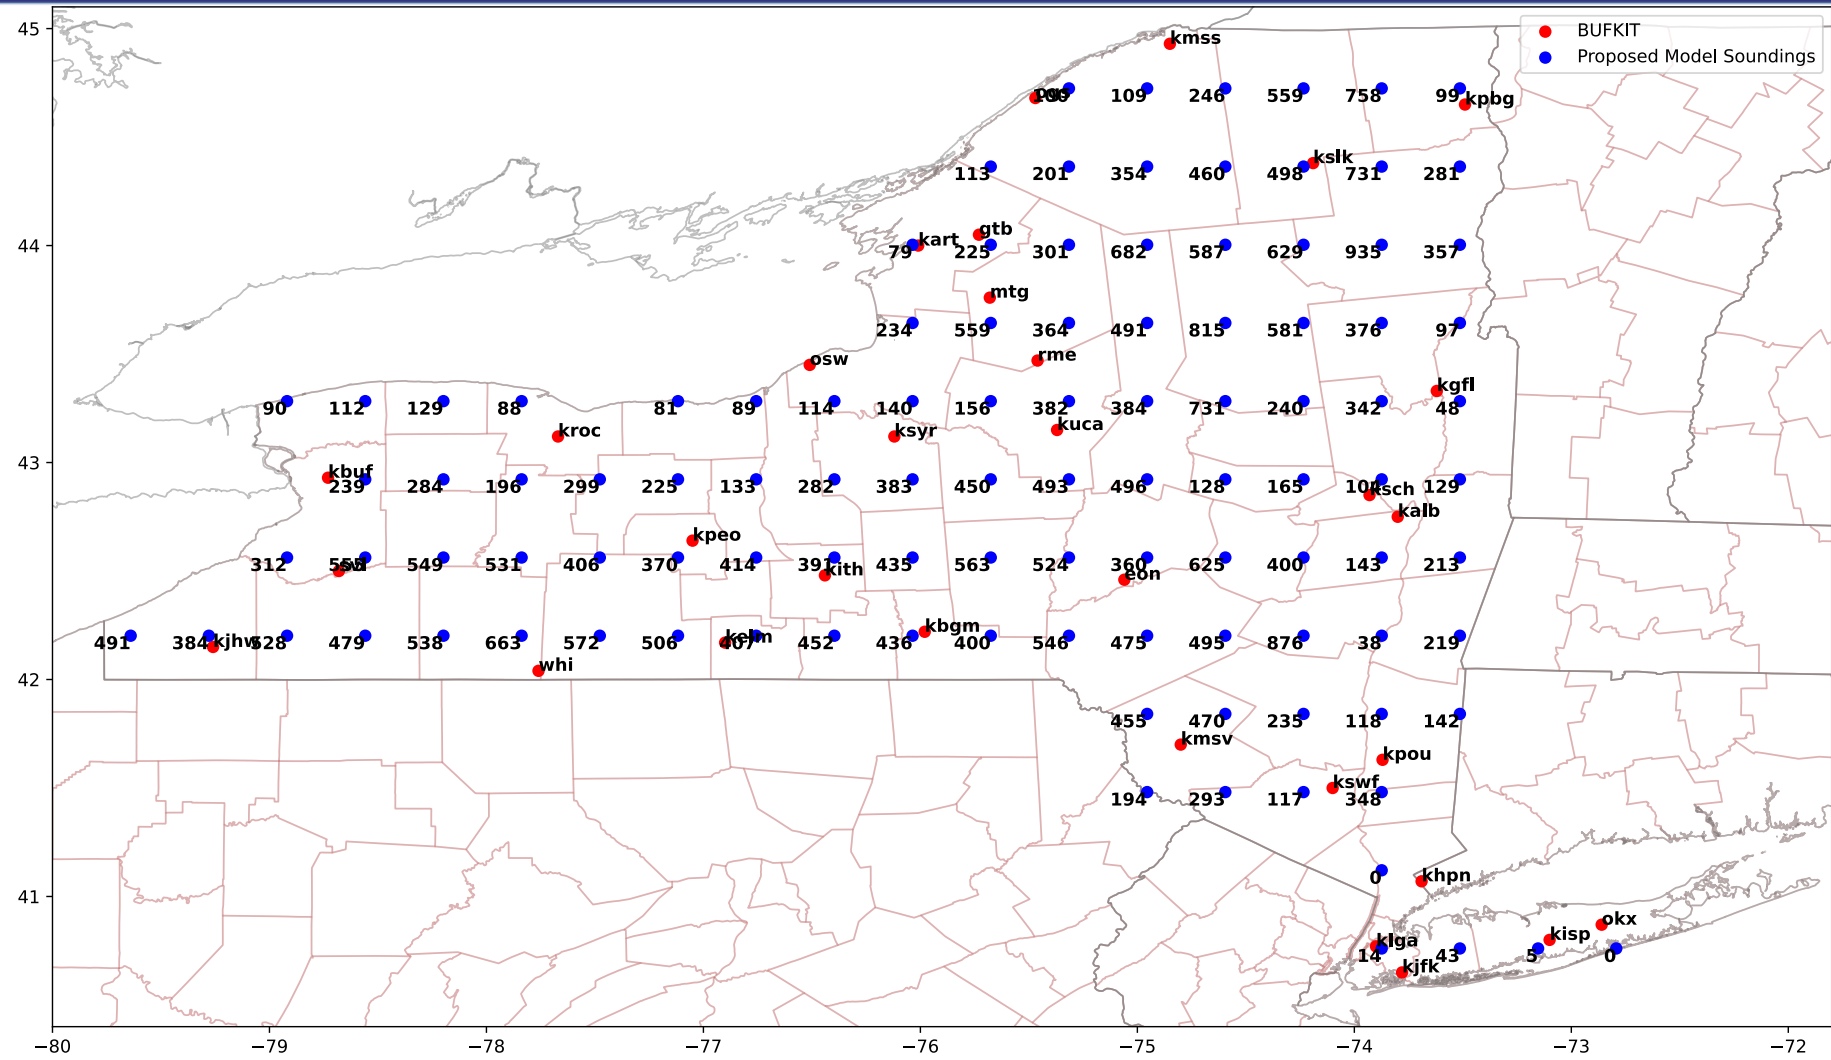 45
BUFKIT
Proposed Model Soundings
kmss
109 246 559 758 99 kpbg
kslk
113 201 354 460 498 731 281
gtb
kart
44
79 225 301 682 587 629 935 357
mtg
234 559 364 491 815 581 376 97
osw rme
kgfl
90 112 129 88 81 89 114 140 156 382 384 731 240 342 48
kroc ksyr kuca
43
kbuf
239 284 196 299 225 133 282 383 450 493 496 128 165 129
ksch
kalb
kpeo
312 549 531 406 370 414 391 435 563 524 360 625 400 143 213
kith eon
kbgm
491 384 kjhw 528 479 538 663 572 506 407 kelm 452 436 400 546 475 495 876 38 219
whi
42
455 470 235 118 142
kmsv
kpou
kswf
194 293 117 348
0 khpn
41
okx
klga kisp
14 43 5 0
kjfk
−80 −79 −78 −77 −76 −75 −74 −73 −72